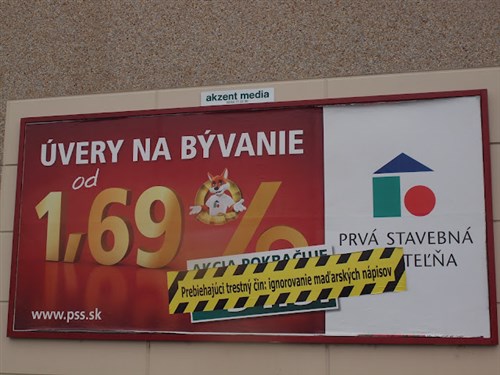 akzent media
ÚVERY NA BÝVANIE
od
1,69 %
AKCIA POKRAČUJE
Prebiehajúci trestný čin: ignorovanie maďarských nápisov
PRVÁ STAVEBNÁ
TEĽŇA
www.pss.sk